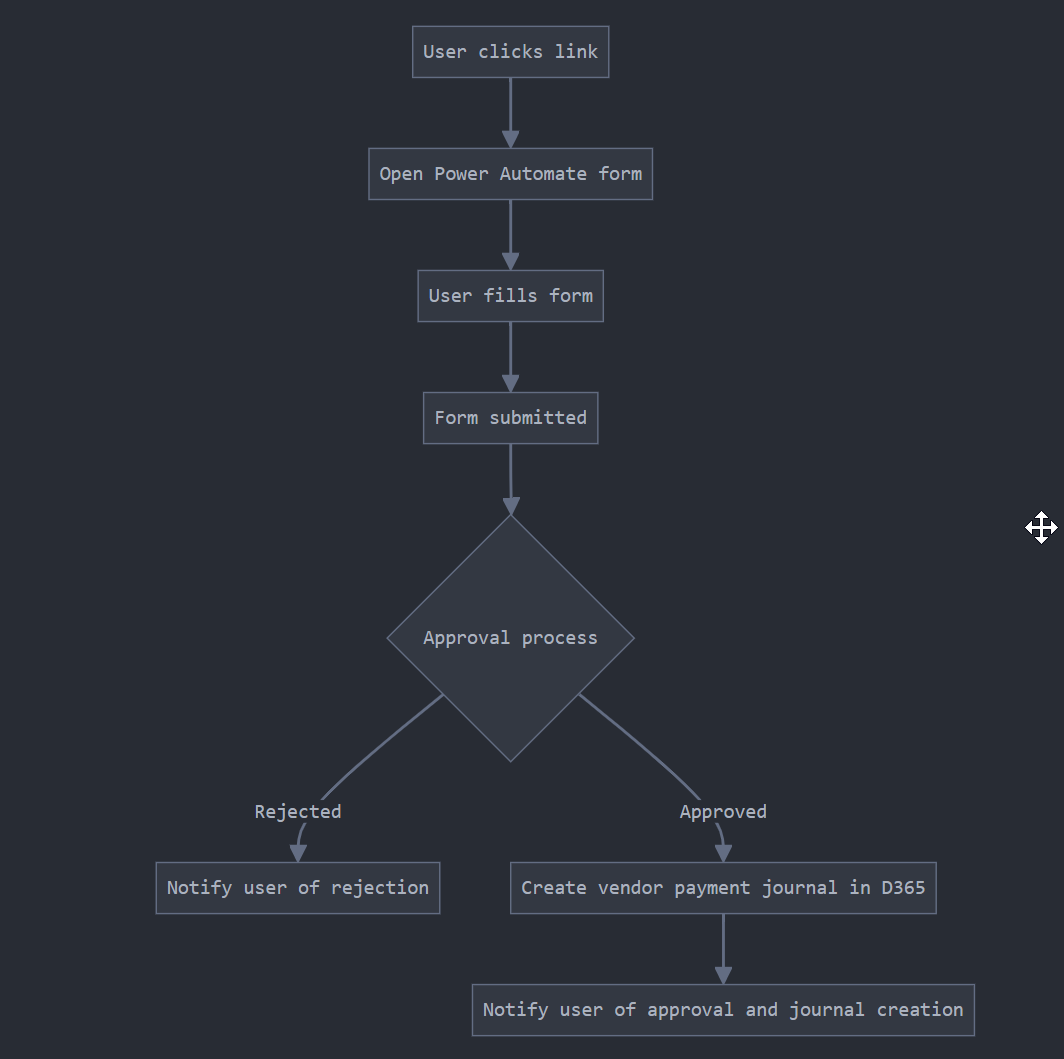 User clicks link
Open Power Automate form
User fills form
Form submitted
Approval process
Rejected
Approved
Notify user of rejection
Create vendor payment journal in D365
Notify user of approval and journal creation